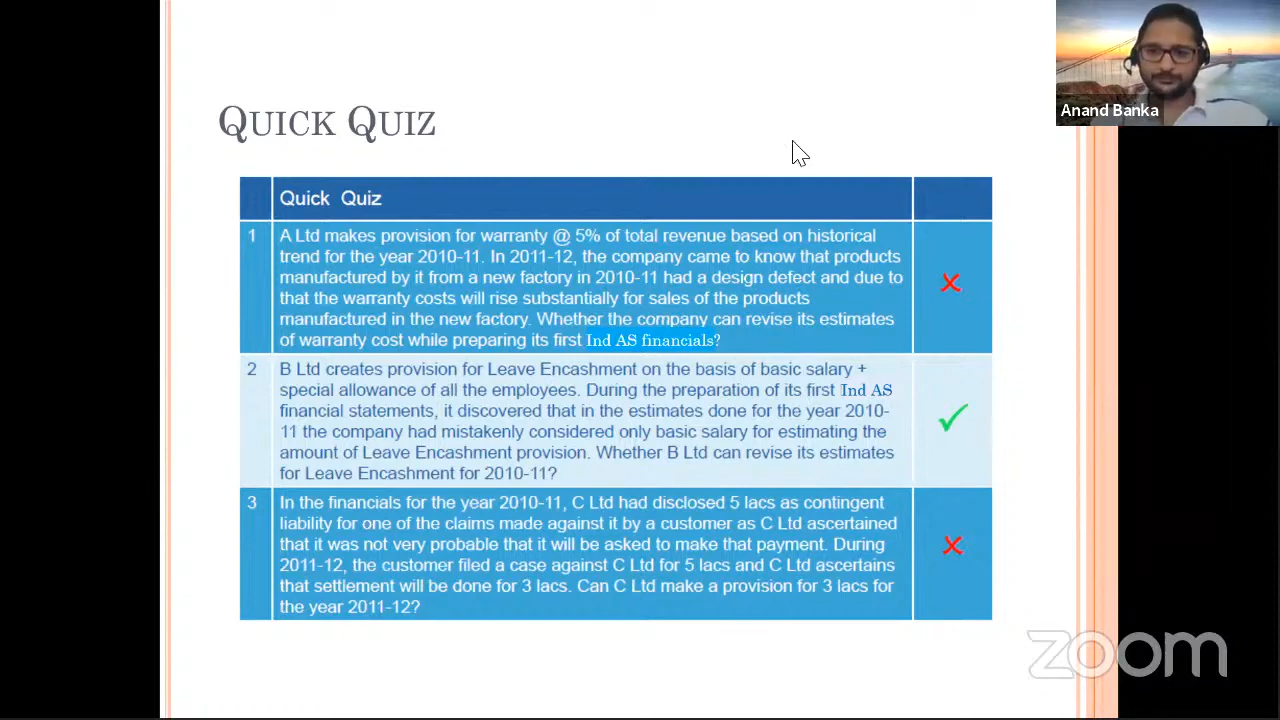 Anand Banka
QUICK QUIZ
Quick Quiz
1 A Ltd makes provision for warranty @ 5% of total revenue based on historical
trend for the year 2010-11. In 2011-12, the company came to know that products
manufactured by it from a new factory in 2010-11 had a design defect and due to
that the warranty costs will rise substantially for sales of the products
manufactured in the new factory. Whether the company can revise its estimates
of warranty cost while preparing its first Ind AS financials?
2 B Ltd creates provision for Leave Encashment on the basis of basic salary +
special allowance of all the employees. During the preparation of its first Ind AS
financial statements, it discovered that in the estimates done for the year 2010-
11 the company had mistakenly considered only basic salary for estimating the
amount of Leave Encashment provision. Whether B Ltd can revise its estimates
for Leave Encashment for 2010-11?
3 In the financials for the year 2010-11, C Ltd had disclosed 5 lacs as contingent
liability for one of the claims made against it by a customer as C Ltd ascertained
that it was not very probable that it will be asked to make that payment. During
2011-12, the customer filed a case against C Ltd for 5 lacs and C Ltd ascertains
that settlement will be done for 3 lacs. Can C Ltd make a provision for 3 lacs for
the year 2011-12?
zoom